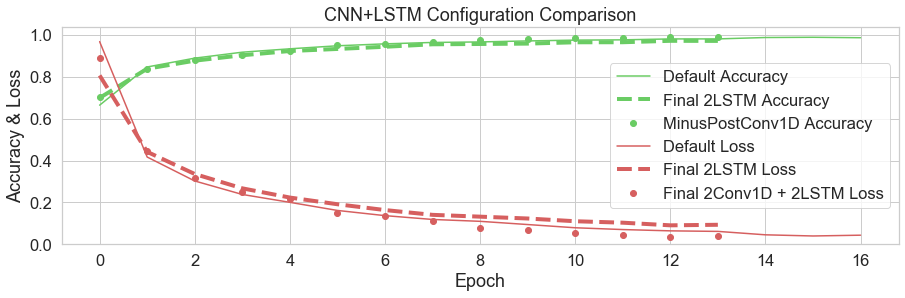 CNN+LSTM Configuration Comparison
Accuracy & Loss
1.0
0.8
0.6
0.4
0.2
0.0
Default Accuracy
Final 2LSTM Accuracy
MinusPostConv1D Accuracy
Default Loss
Final 2LSTM Loss
Final 2Conv1D + 2LSTM Loss
0 2 4 6 8 10 12 14 16
Epoch